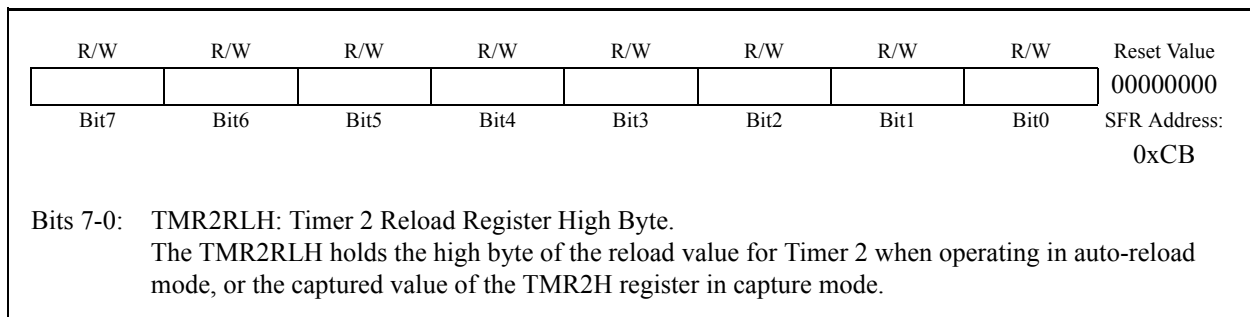 R/W R/W R/W R/W R/W R/W R/W R/W Reset Value
00000000
Bit7 Bit6 Bit5 Bit4 Bit3 Bit2 Bit1 Bit0 SFR Address:
0xCB
Bits 7-0: TMR2RLH: Timer 2 Reload Register High Byte.
The TMR2RLH holds the high byte of the reload value for Timer 2 when operating in auto-reload
mode, or the captured value of the TMR2H register in capture mode.